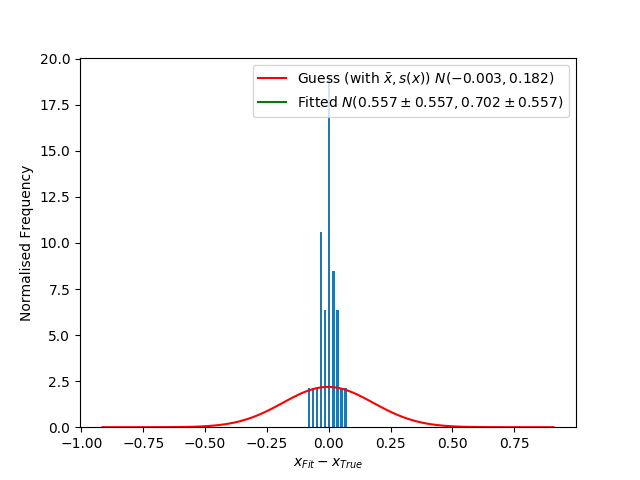 20.0
17.5
15.0
12.5
10.0
7.5
5.0
2.5
0.0
Normalised Frequency
Guess (with x̄, s(x)) N(−0.003, 0.182)
Fitted N(0.557 ± 0.557, 0.702 ± 0.557)
−1.00 −0.75 −0.50 −0.25 0.00 0.25 0.50 0.75
x_Fit − x_True